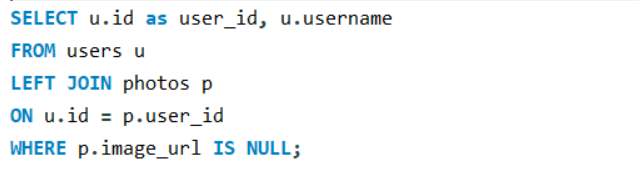 SELECT u.id as user_id, u.username
FROM users u
LEFT JOIN photos p
ON u.id = p.user_id
WHERE p.image_url IS NULL;